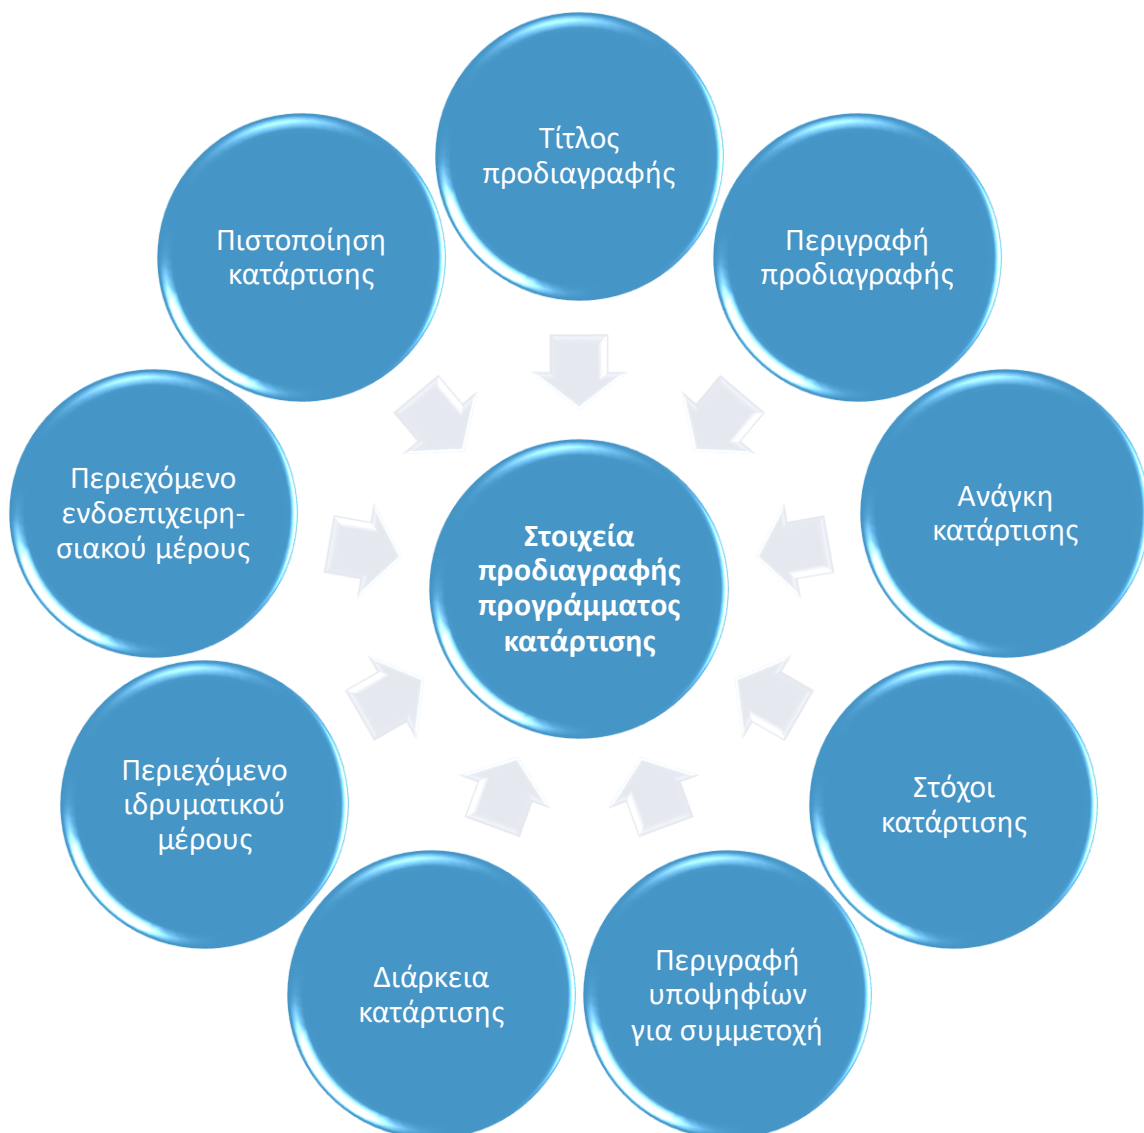 Τίτλος
προδιαγραφής
Περιγραφή
προδιαγραφής
Ανάγκη
κατάρτισης
Στόχοι
κατάρτισης
Περιγραφή
υποψηφίων
για συμμετοχή
Διάρκεια
κατάρτισης
Περιεχόμενο
ιδρυματικού
μέρους
Περιεχόμενο
ενδοεπιχειρη-
σιακού μέρους
Πιστοποίηση
κατάρτισης
Στοιχεία
προδιαγραφής
προγράμματος
κατάρτισης